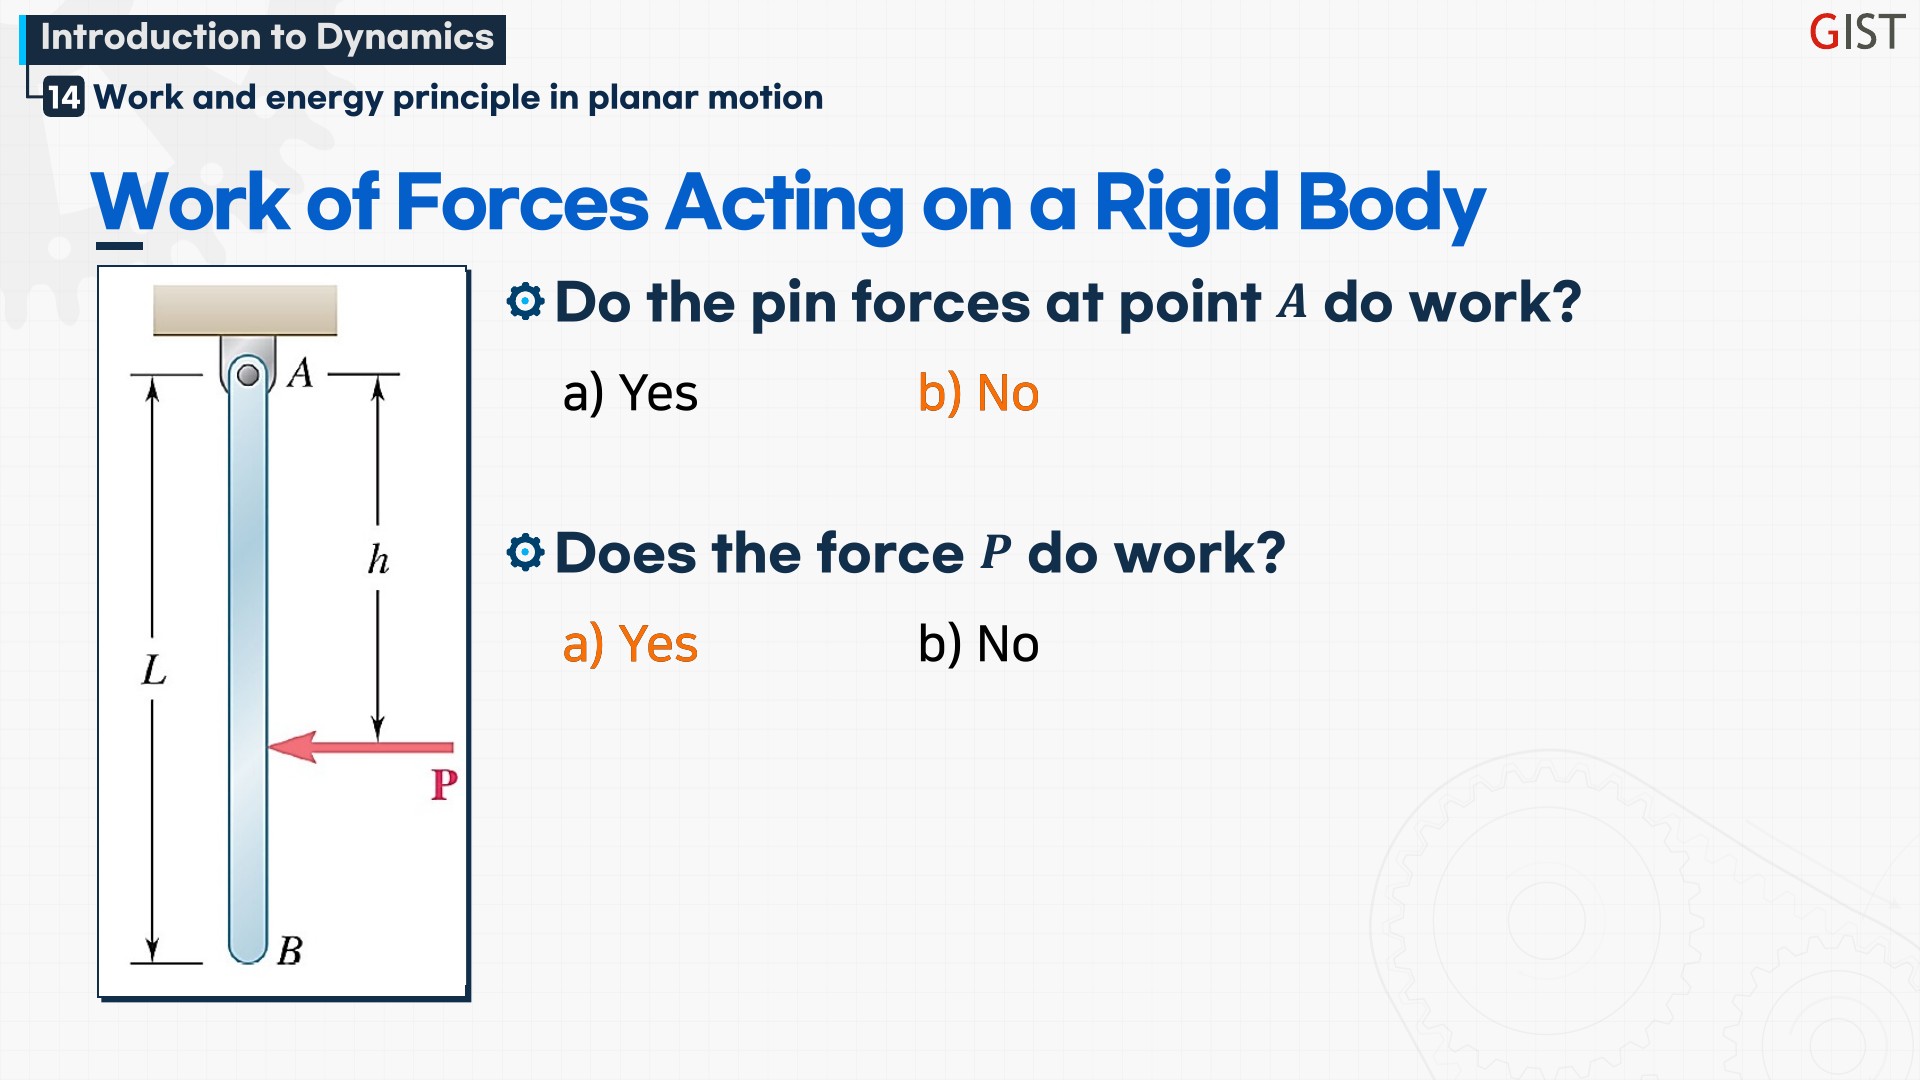 Introduction to Dynamics
GIST
14 Work and energy principle in planar motion
Work of Forces Acting on a Rigid Body
Do the pin forces at point A do work?
a) Yes b) No
Does the force P do work?
a) Yes b) No
A
h
L
P
B